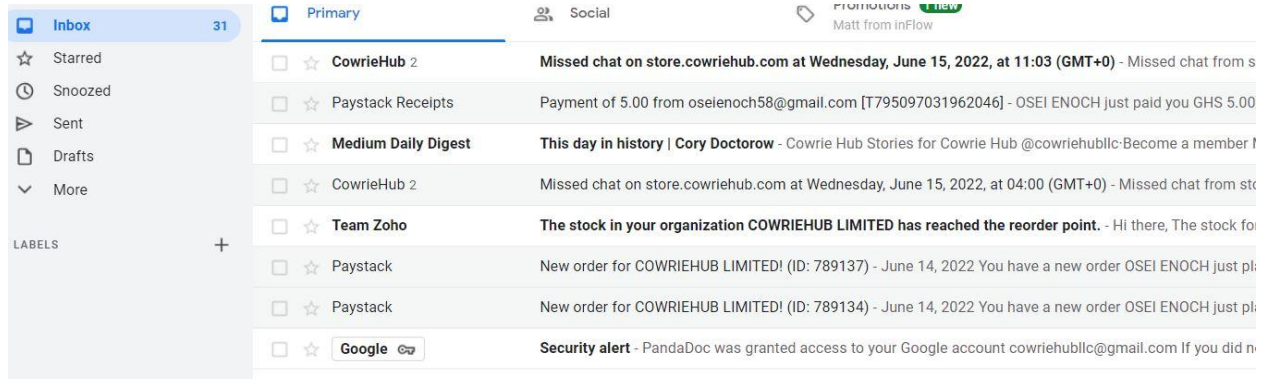 Inbox 31
Starred
Snoozed
Sent
Drafts
More
LABELS
Primary
Social
Promotions 1 new
Matt from inFlow
CowrieHub 2 Missed chat on store.cowriehub.com at Wednesday, June 15, 2022, at 11:03 (GMT+0) - Missed chat from s
Paystack Receipts Payment of 5.00 from oseienoch58@gmail.com [T795097031962046] - OSEI ENOCH just paid you GHS 5.00
Medium Daily Digest This day in history | Cory Doctorow - Cowrie Hub Stories for Cowrie Hub @cowriehubllc·Become a member
CowrieHub 2 Missed chat on store.cowriehub.com at Wednesday, June 15, 2022, at 04:00 (GMT+0) - Missed chat from sto
Team Zoho The stock in your organization COWRIEHUB LIMITED has reached the reorder point. - Hi there, The stock fo
Paystack New order for COWRIEHUB LIMITED! (ID: 789137) - June 14, 2022 You have a new order OSEI ENOCH just pl
Paystack New order for COWRIEHUB LIMITED! (ID: 789134) - June 14, 2022 You have a new order OSEI ENOCH just pl
Google Security alert - PandaDoc was granted access to your Google account cowriehubllc@gmail.com If you did n